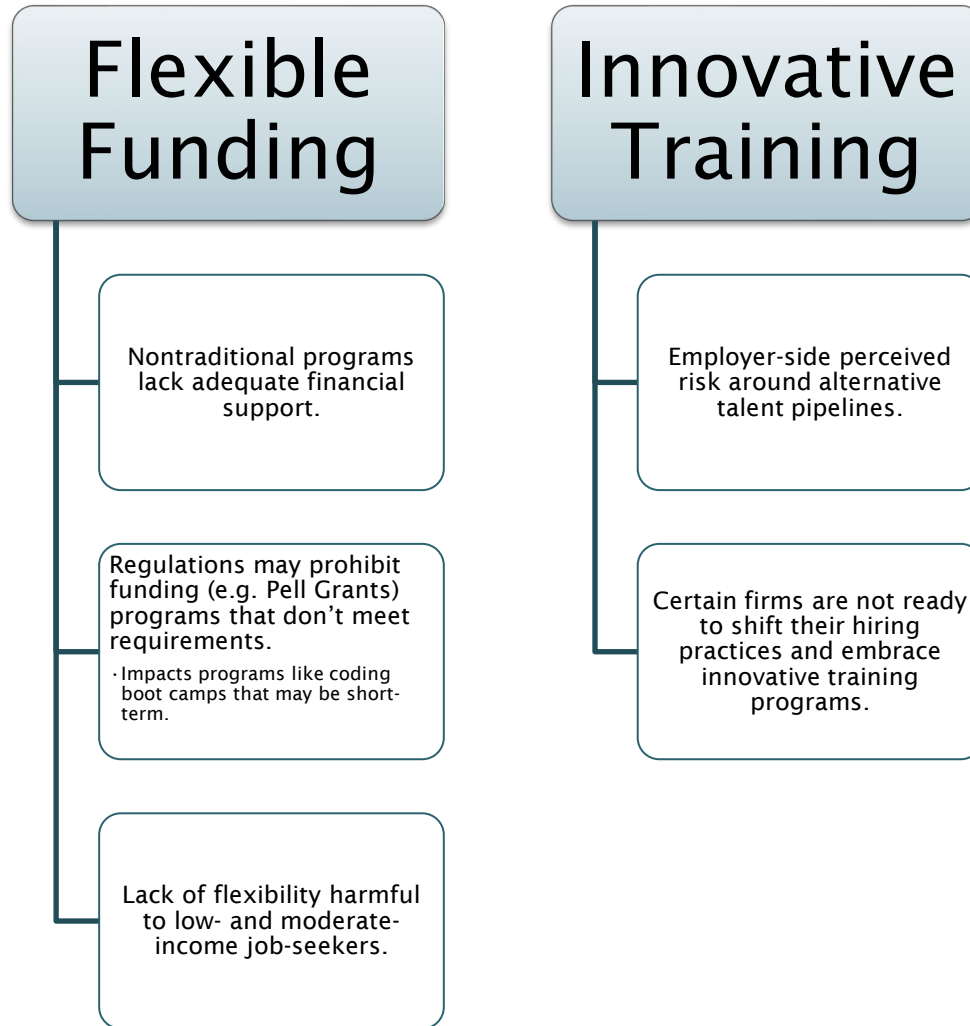 Flexible
Funding
Nontraditional programs
lack adequate financial
support.
Regulations may prohibit
funding (e.g. Pell Grants)
programs that don’t meet
requirements.
· Impacts programs like coding
boot camps that may be short-
term.
Lack of flexibility harmful
to low- and moderate-
income job-seekers.
Innovative
Training
Employer-side perceived
risk around alternative
talent pipelines.
Certain firms are not ready
to shift their hiring
practices and embrace
innovative training
programs.